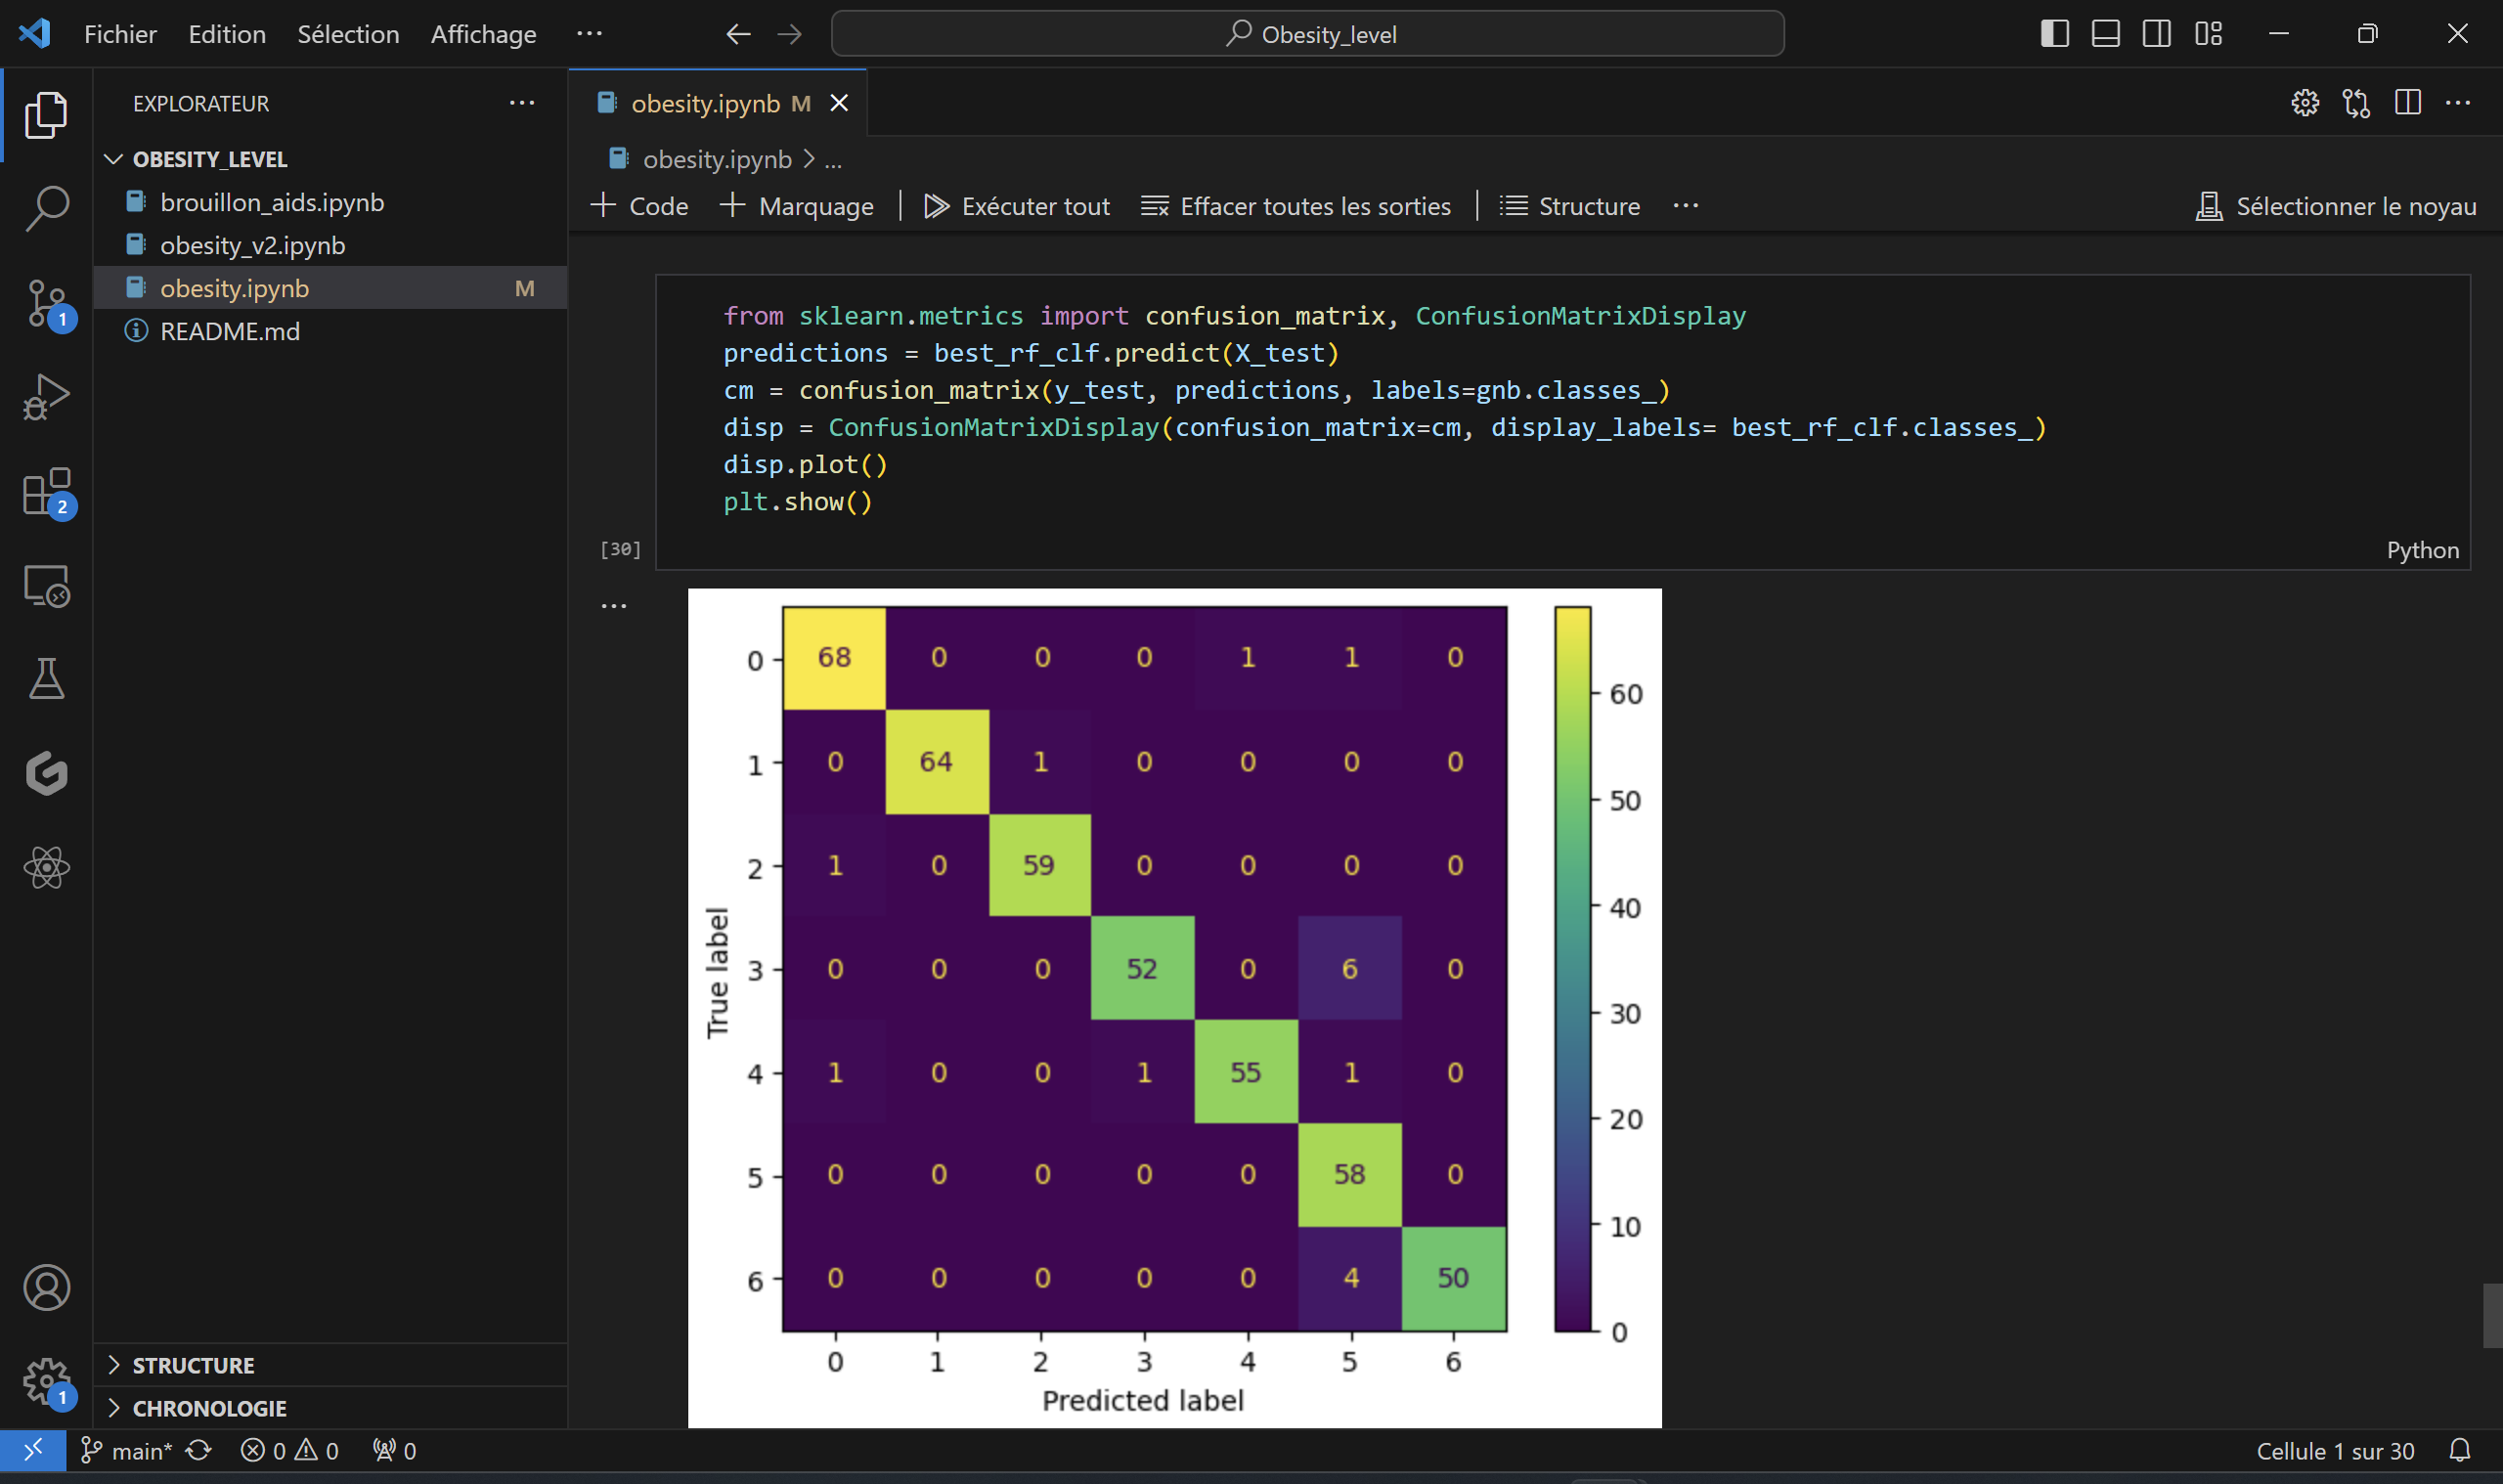 Fichier Edition Sélection Affichage ... Obesity_level
EXPLORATEUR ...
OBESITY_LEVEL
brouillon_aids.ipynb
obesity_v2.ipynb
obesity.ipynb M
README.md
1
2
STRUCTURE
CHRONOLOGIE
1
obesity.ipynb M
obesity.ipynb > ...
+ Code + Marquage Exécuter tout Effacer toutes les sorties Structure ... Sélectionner le noyau
from sklearn.metrics import confusion_matrix, ConfusionMatrixDisplay
predictions = best_rf_clf.predict(X_test)
cm = confusion_matrix(y_test, predictions, labels=gnb.classes_)
disp = ConfusionMatrixDisplay(confusion_matrix=cm, display_labels= best_rf_clf.classes_)
disp.plot()
plt.show()
[30]
Python
...
True label
0 68 0 0 0 1 1 0
1 0 64 1 0 0 0 0
2 1 0 59 0 0 0 0
3 0 0 0 52 0 6 0
4 1 0 0 1 55 1 0
5 0 0 0 0 0 58 0
6 0 0 0 0 0 4 50
0 1 2 3 4 5 6
Predicted label
60
50
40
30
20
10
0
main* 0 0 0 Cellule 1 sur 30